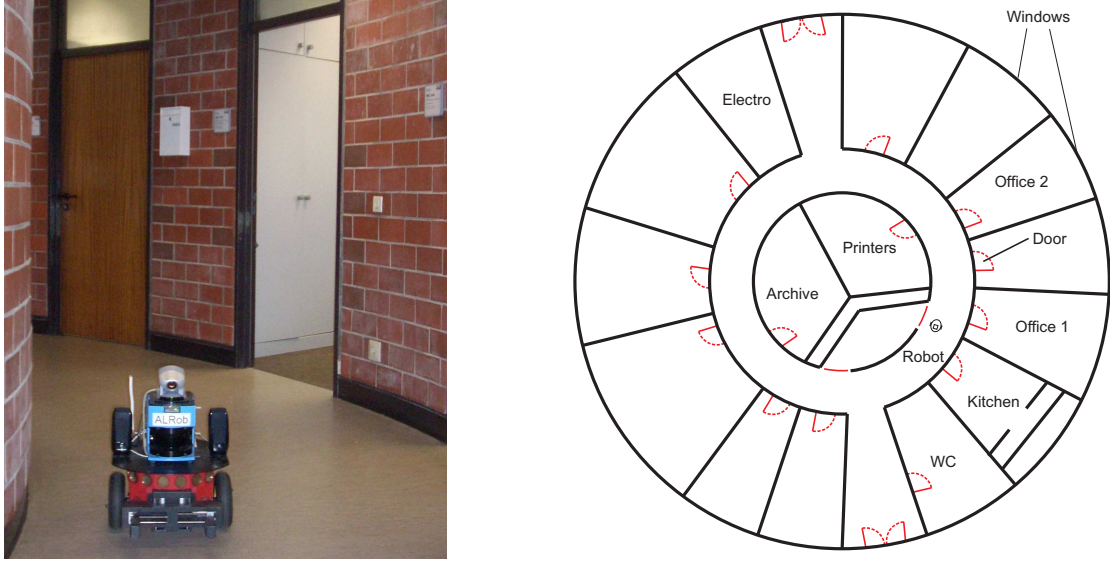 ALRob
Windows
Electro
Office 2
Door
Printers
Archive
Office 1
Robot
Kitchen
WC